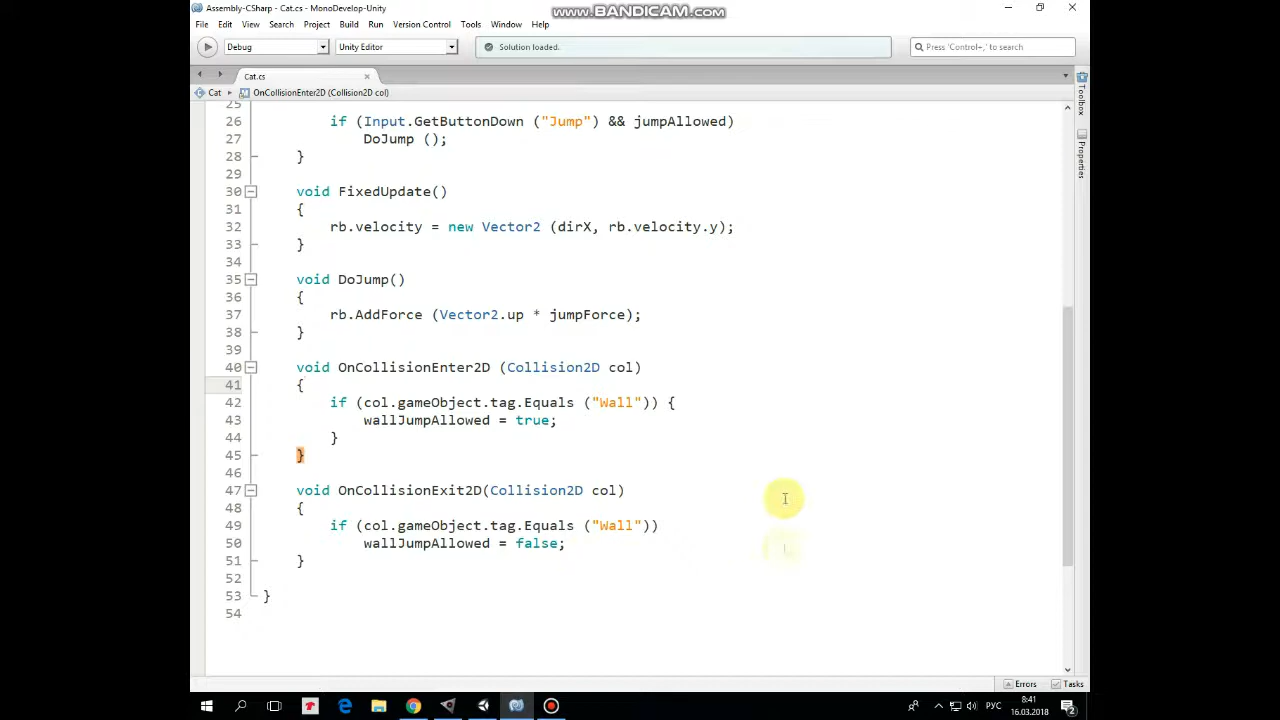 Assembly-CSharp - Cat.cs - MonoDevelop-Unity
www.BANDICAM.com
File Edit View Search Project Build Run Version Control Tools Window Help
Debug Unity Editor Solution loaded. Press 'Control+,' to search
Cat.cs
Cat OnCollisionEnter2D (Collision2D col)
Toolbox
Properties
25
26 if (Input.GetButtonDown ("Jump") && jumpAllowed)
27 DoJump ();
28 }
29
30 void FixedUpdate()
31 {
32 rb.velocity = new Vector2 (dirX, rb.velocity.y);
33 }
34
35 void DoJump()
36 {
37 rb.AddForce (Vector2.up * jumpForce);
38 }
39
40 void OnCollisionEnter2D (Collision2D col)
41 {
42 if (col.gameObject.tag.Equals ("Wall")) {
43 wallJumpAllowed = true;
44 }
45 }
46
47 void OnCollisionExit2D(Collision2D col)
48 {
49 if (col.gameObject.tag.Equals ("Wall"))
50 wallJumpAllowed = false;
51 }
52
53 }
54
Errors Tasks
РУС 8:41
16.03.2018 2